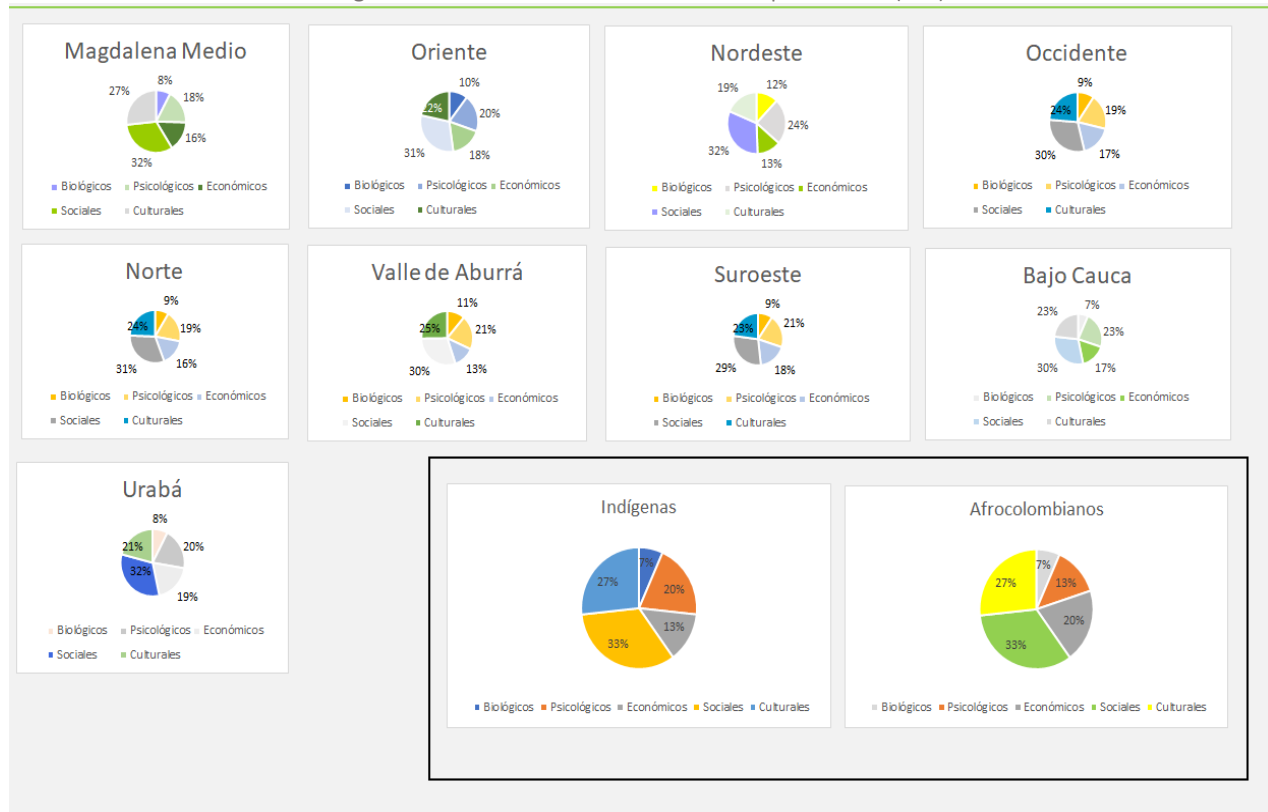 Magdalena Medio
8%
18%
16%
32%
27%
Biológicos Psicológicos Económicos
Sociales Culturales
Oriente
10%
20%
18%
31%
22%
Biológicos Psicológicos Económicos
Sociales Culturales
Nordeste
12%
24%
13%
32%
19%
Biológicos Psicológicos Económicos
Sociales Culturales
Occidente
9%
19%
17%
30%
24%
Biológicos Psicológicos Económicos
Sociales Culturales
Norte
9%
19%
16%
31%
24%
Biológicos Psicológicos Económicos
Sociales Culturales
Valle de Aburrá
11%
21%
13%
30%
25%
Biológicos Psicológicos Económicos
Sociales Culturales
Suroeste
9%
21%
18%
29%
23%
Biológicos Psicológicos Económicos
Sociales Culturales
Bajo Cauca
7%
23%
17%
30%
23%
Biológicos Psicológicos Económicos
Sociales Culturales
Urabá
8%
20%
19%
32%
21%
Biológicos Psicológicos Económicos
Sociales Culturales
Indígenas
7%
20%
13%
33%
27%
Biológicos Psicológicos Económicos Sociales Culturales
Afrocolombianos
7%
13%
20%
33%
27%
Biológicos Psicológicos Económicos Sociales Culturales